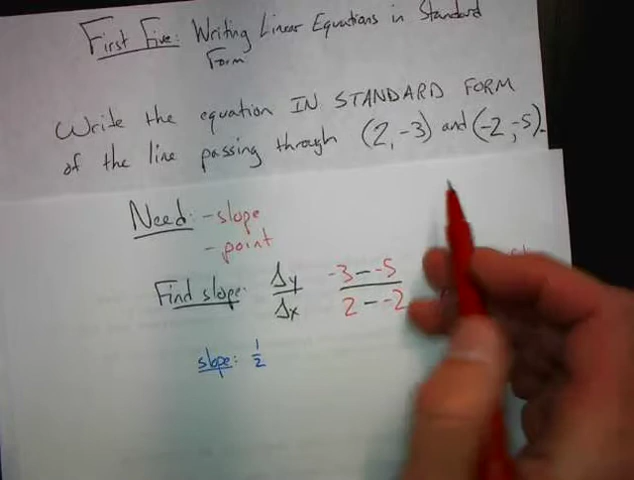 First Five: Writing Linear Equations in Standard
Form
Write the equation IN STANDARD FORM
of the line passing through (2, -3) and (-2, -5).
Need: - slope
- point
Find slope: Δy/Δx -3 - -5/2 - -2
slope: 1/2